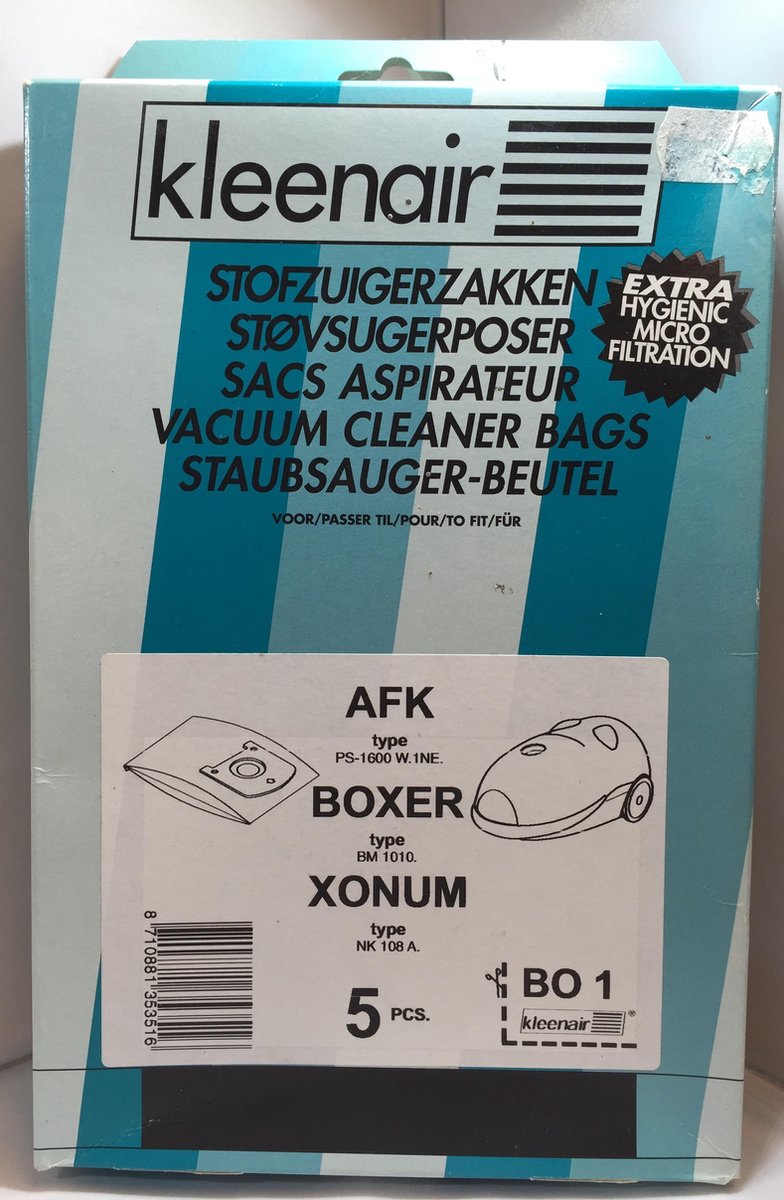 kleenair
STOFZUIGERZAKKEN
STØVSUGERPOSER
SACS ASPIRATEUR
VACUUM CLEANER BAGS
STAUBSAUGER-BEUTEL
EXTRA
HYGIENIC
MICRO
FILTRATION
VOOR/PASSER TIL/POUR/TO FIT/FÜR
AFK
type
PS-1600 W.1NE.
BOXER
type
BM 1010.
XONUM
type
NK 108 A.
5 PCS.
8 710881 353516
BO 1
kleenair ®